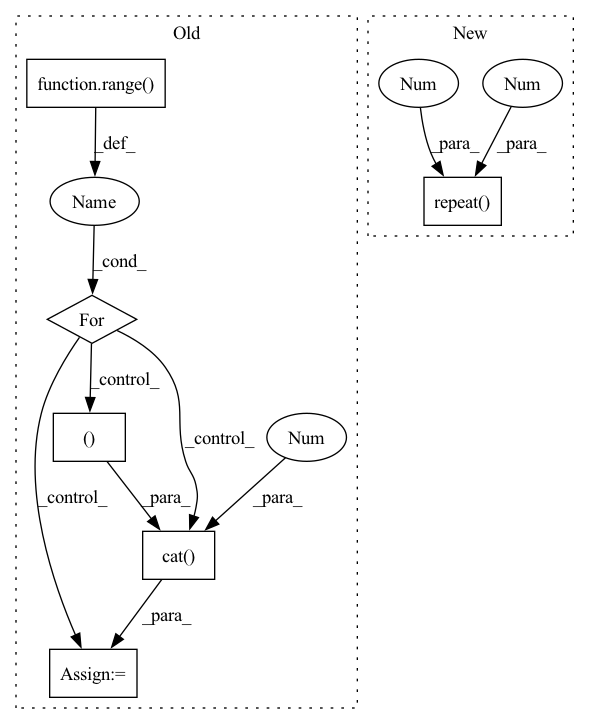 Old
New
function.range()
Num
Num
_def_
_para_
_para_
Name
repeat()
_cond_
For
_control_
()
_control_
Num
_control_
_para_
_para_
cat()
_para_
Assign:=